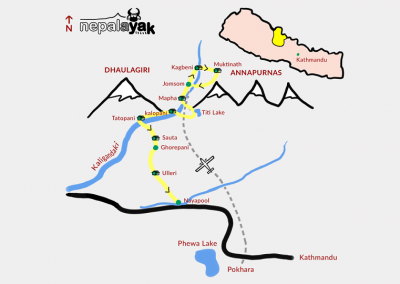 N
nepalayak
Kathmandu
DHAULAGIRI
ANNAPURNAS
Kagbeni
Muktinath
Jomsom
Mapha
kalopani
Titi Lake
Tatopani
Kaligandaki
Sauta
Ghorepani
Ulleri
Nayapool
Phewa Lake
Kathmandu
Pokhara